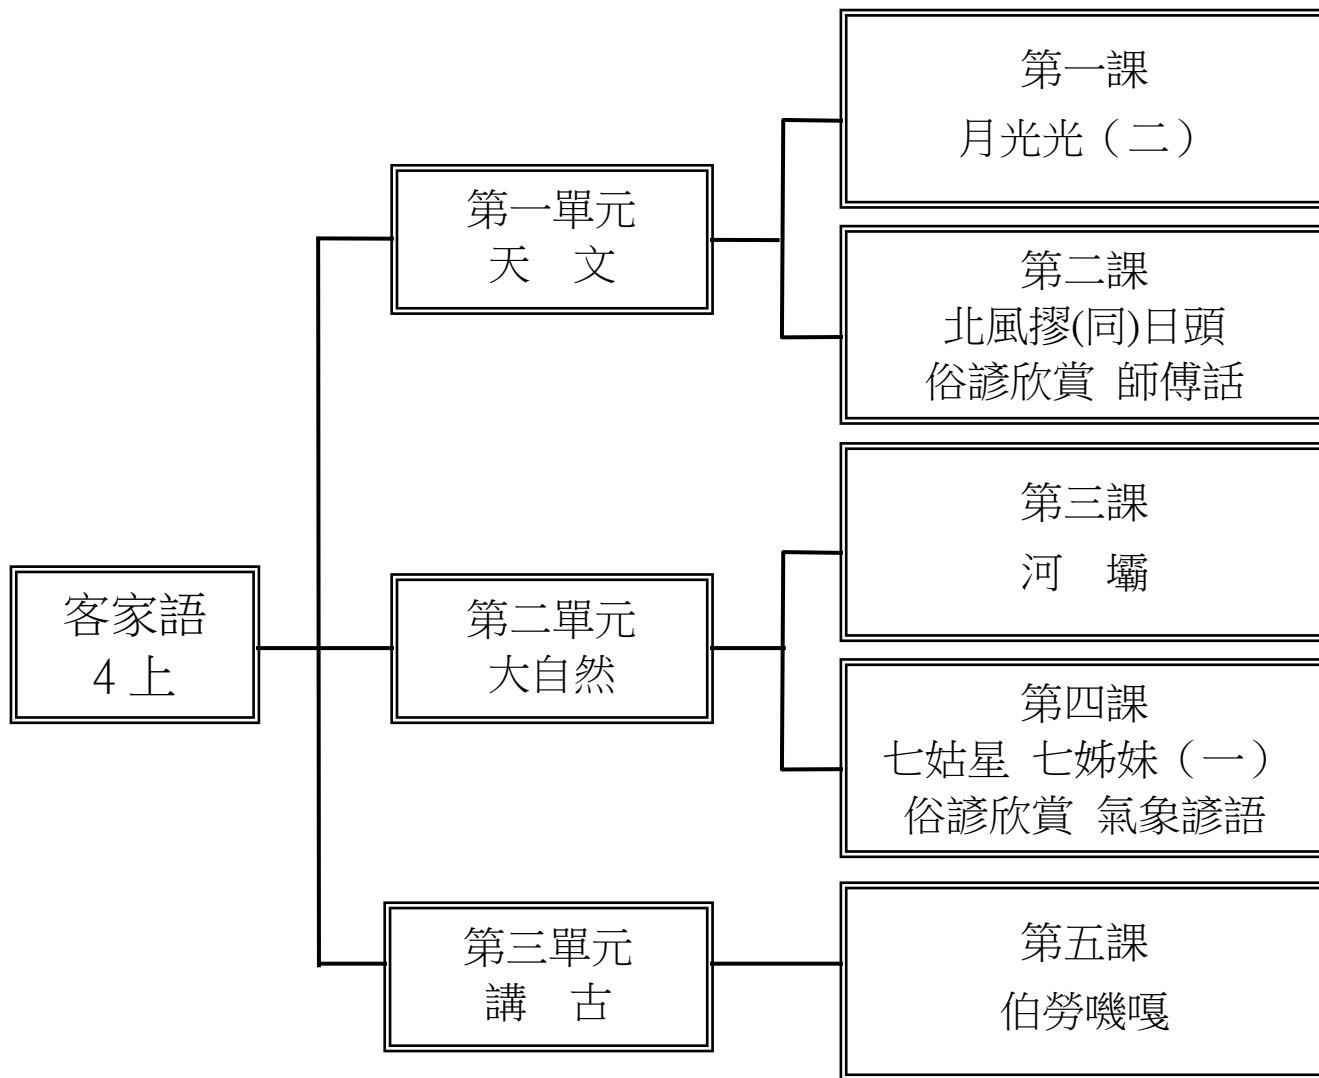 客家語
4上
第一單元
天　文
第一課
月光光（二）
第二課
北風摎(同)日頭
俗諺欣賞 師傅話
第二單元
大自然
第三課
河　壩
第四課
七姑星 七姊妹（一）
俗諺欣賞 氣象諺語
第三單元
講　古
第五課
伯勞嘰嘎